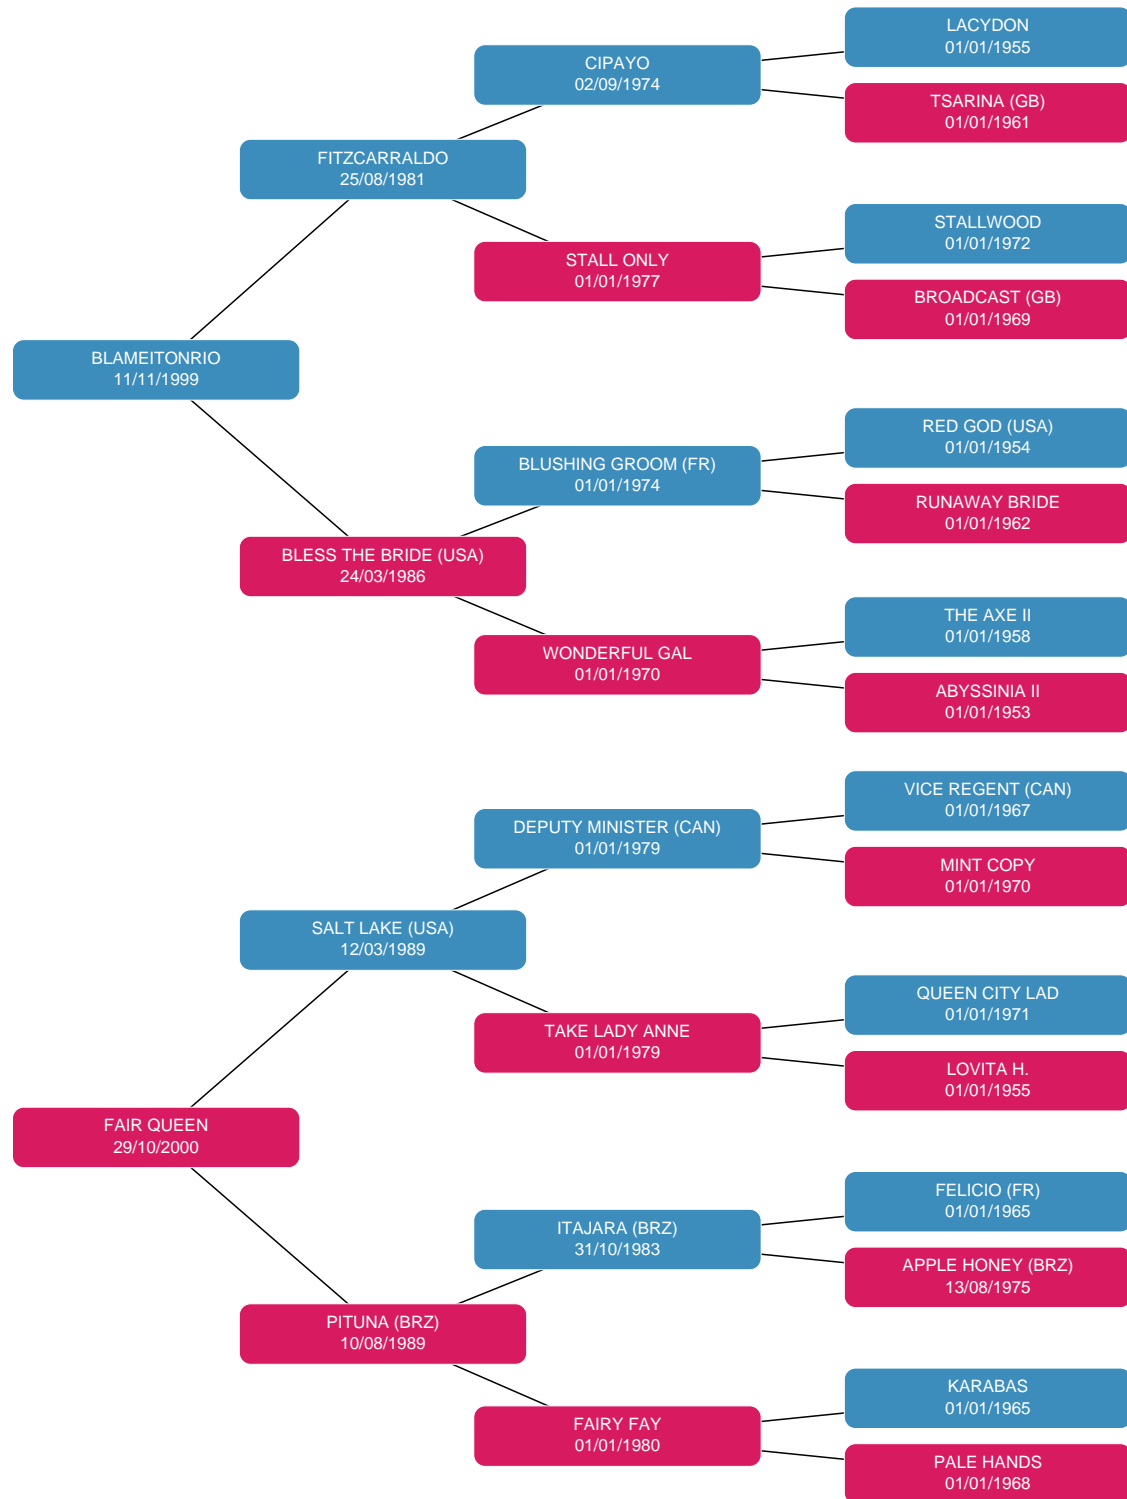 LACYDON
01/01/1955
CIPAYO
02/09/1974
TSARINA (GB)
01/01/1961
FITZCARRALDO
25/08/1981
STALLWOOD
01/01/1972
STALL ONLY
01/01/1977
BROADCAST (GB)
01/01/1969
BLAMEITONRIO
11/11/1999
RED GOD (USA)
01/01/1954
BLUSHING GROOM (FR)
01/01/1974
RUNAWAY BRIDE
01/01/1962
BLESS THE BRIDE (USA)
24/03/1986
THE AXE II
01/01/1958
WONDERFUL GAL
01/01/1970
ABYSSINIA II
01/01/1953
VICE REGENT (CAN)
01/01/1967
DEPUTY MINISTER (CAN)
01/01/1979
MINT COPY
01/01/1970
SALT LAKE (USA)
12/03/1989
QUEEN CITY LAD
01/01/1971
TAKE LADY ANNE
01/01/1979
LOVITA H.
01/01/1955
FAIR QUEEN
29/10/2000
FELICIO (FR)
01/01/1965
ITAJARA (BRZ)
31/10/1983
APPLE HONEY (BRZ)
13/08/1975
PITUNA (BRZ)
10/08/1989
KARABAS
01/01/1965
FAIRY FAY
01/01/1980
PALE HANDS
01/01/1968